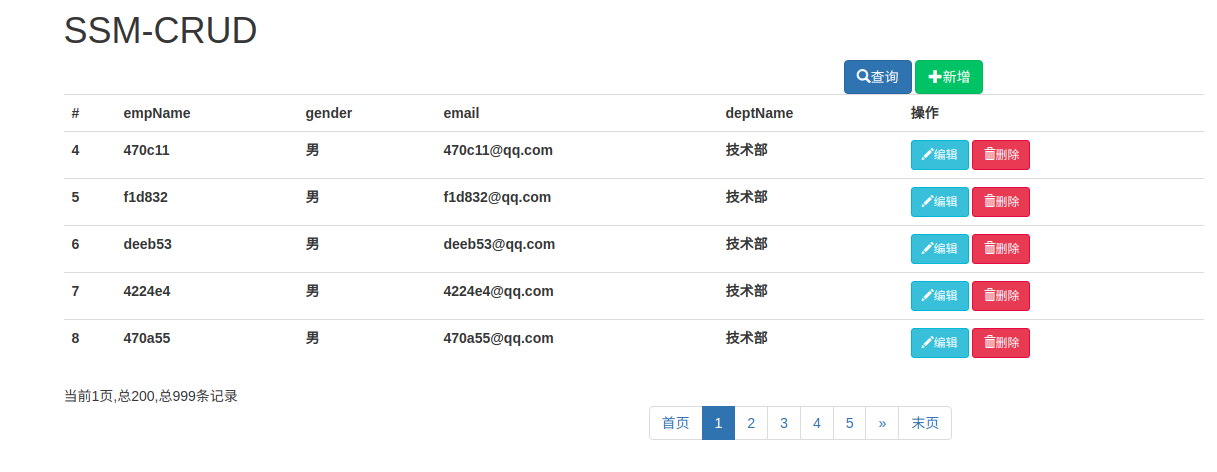 SSM-CRUD
查询 新增
# empName gender email deptName 操作
4 470c11 男 470c11@qq.com 技术部 编辑 删除
5 f1d832 男 f1d832@qq.com 技术部 编辑 删除
6 deeb53 男 deeb53@qq.com 技术部 编辑 删除
7 4224e4 男 4224e4@qq.com 技术部 编辑 删除
8 470a55 男 470a55@qq.com 技术部 编辑 删除
当前1页,总200,总999条记录
首页 1 2 3 4 5 » 末页